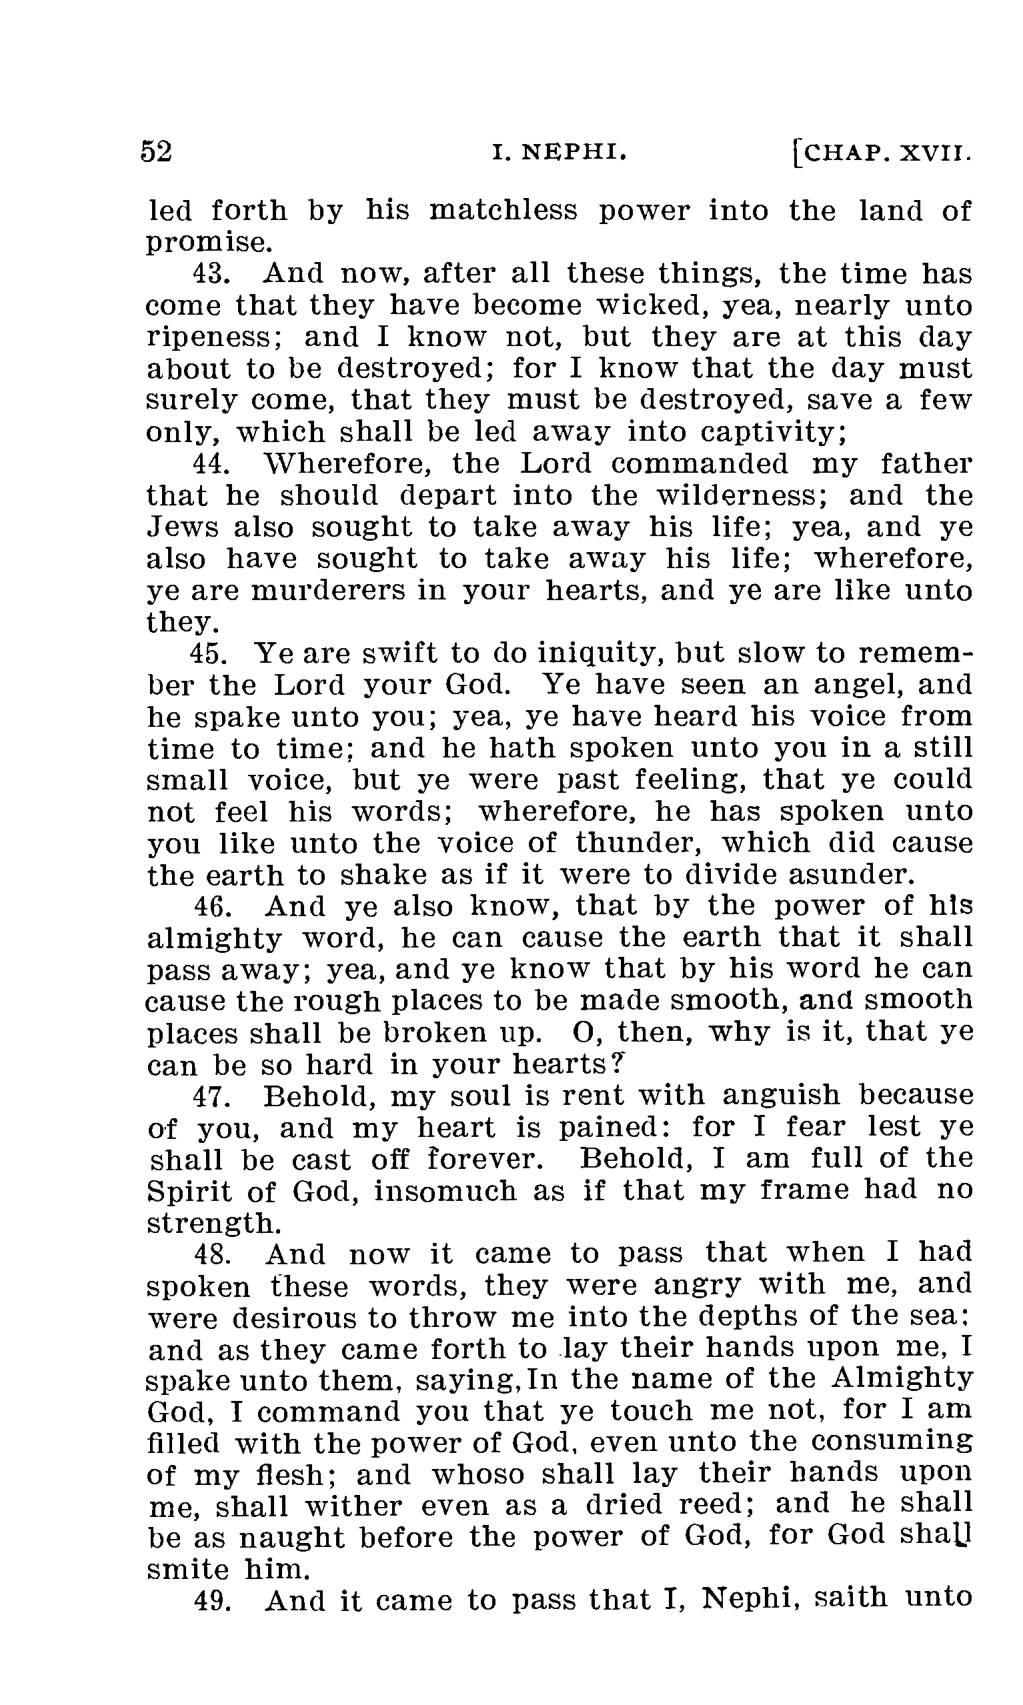 52 I. NEPHI. [CHAP. XVII.
led forth by his matchless power into the land of
promise.
43. And now, after all these things, the time has
come that they have become wicked, yea, nearly unto
ripeness; and I know not, but they are at this day
about to be destroyed; for I know that the day must
surely come, that they must be destroyed, save a few
only, which shall be led away into captivity;
44. Wherefore, the Lord commanded my father
that he should depart into the wilderness; and the
Jews also sought to take away his life; yea, and ye
also have sought to take away his life; wherefore,
ye are murderers in your hearts, and ye are like unto
they.
45. Ye are swift to do iniquity, but slow to remem-
ber the Lord your God. Ye have seen an angel, and
he spake unto you; yea, ye have heard his voice from
time to time; and he hath spoken unto you in a still
small voice, but ye were past feeling, that ye could
not feel his words; wherefore, he has spoken unto
you like unto the voice of thunder, which did cause
the earth to shake as if it were to divide asunder.
46. And ye also know, that by the power of his
almighty word, he can cause the earth that it shall
pass away; yea, and ye know that by his word he can
cause the rough places to be made smooth, and smooth
places shall be broken up. O, then, why is it, that ye
can be so hard in your hearts?
47. Behold, my soul is rent with anguish because
of you, and my heart is pained: for I fear lest ye
shall be cast off forever. Behold, I am full of the
Spirit of God, insomuch as if that my frame had no
strength.
48. And now it came to pass that when I had
spoken these words, they were angry with me, and
were desirous to throw me into the depths of the sea;
and as they came forth to lay their hands upon me, I
spake unto them, saying, In the name of the Almighty
God, I command you that ye touch me not, for I am
filled with the power of God, even unto the consuming
of my flesh; and whoso shall lay their hands upon
me, shall wither even as a dried reed; and he shall
be as naught before the power of God, for God shall
smite him.
49. And it came to pass that I, Nephi, saith unto